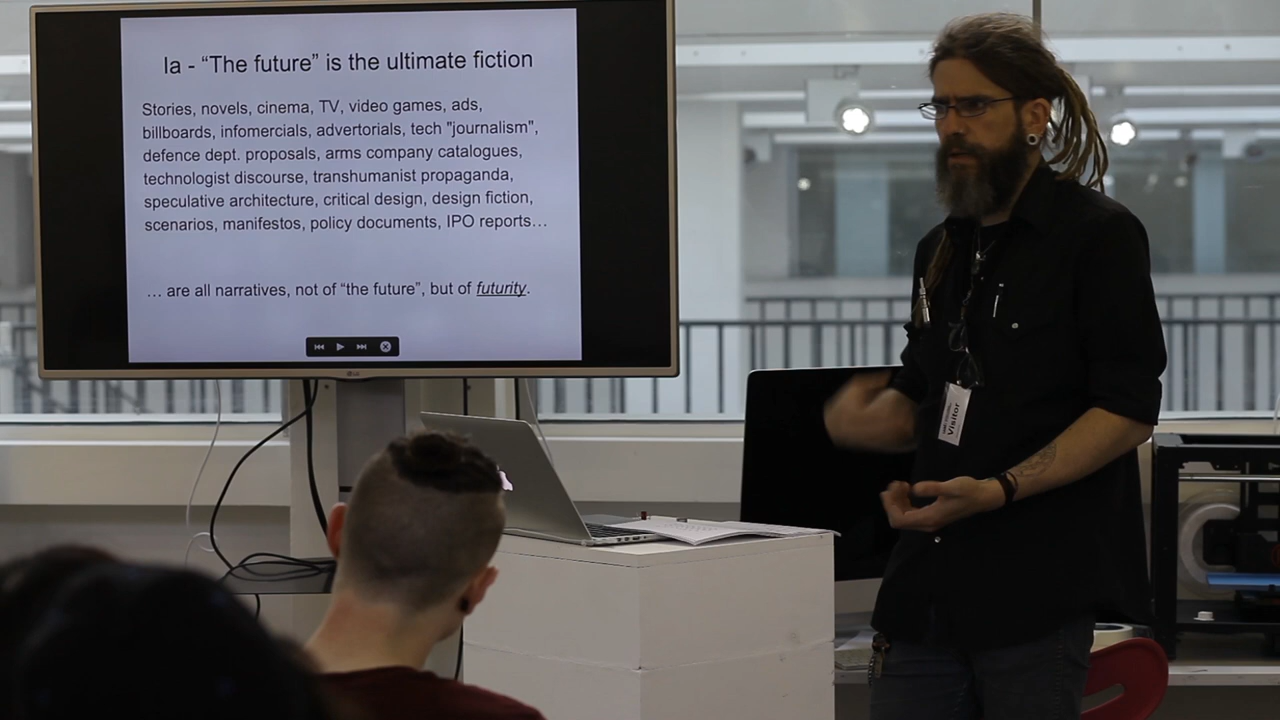 Ia - “The future” is the ultimate fiction
Stories, novels, cinema, TV, video games, ads,
billboards, infomercials, advertorials, tech "journalism",
defence dept. proposals, arms company catalogues,
technologist discourse, transhumanist propaganda,
speculative architecture, critical design, design fiction,
scenarios, manifestos, policy documents, IPO reports…
… are all narratives, not of “the future”, but of futurity.
LG
Visitor